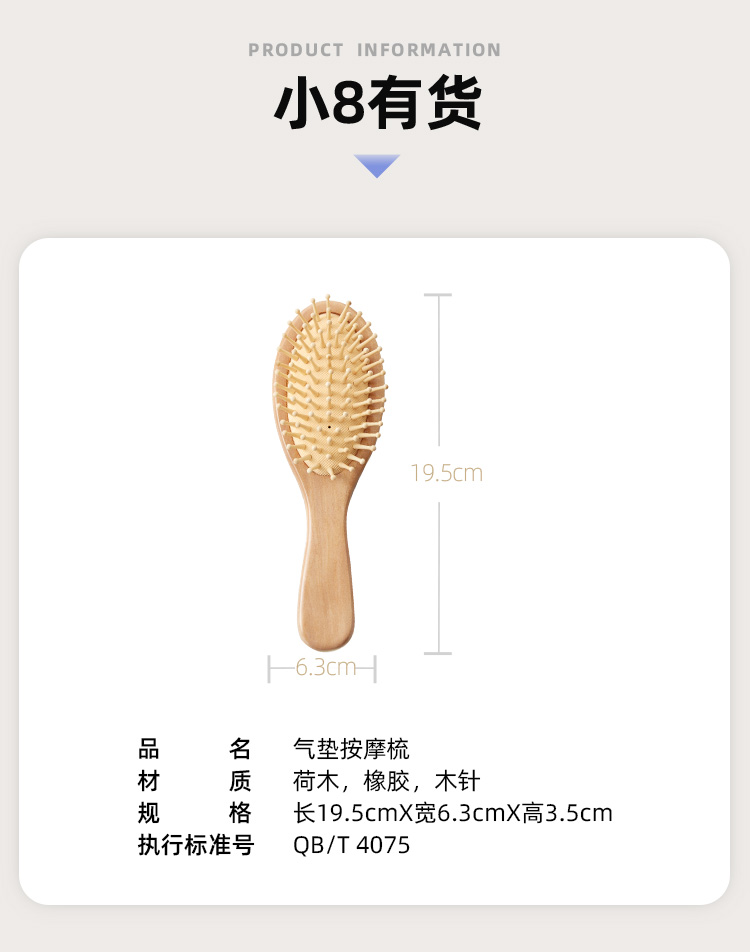 PRODUCT INFORMATION
小8有货
19.5cm
6.3cm
品名 气垫按摩梳
材质 荷木，橡胶，木针
规格 长19.5cmX宽6.3cmX高3.5cm
执行标准号 QB/T 4075